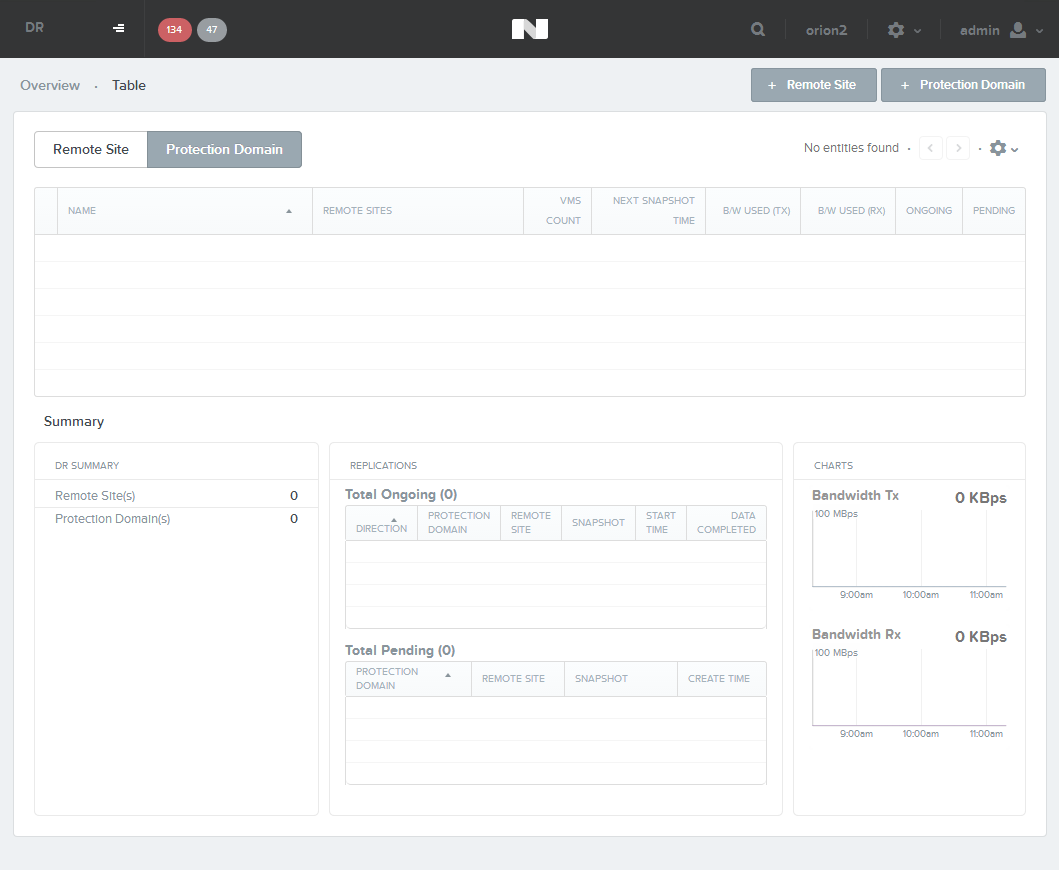 DR
134
47
orion2
admin
Overview · Table
+ Remote Site
+ Protection Domain
Remote Site
Protection Domain
No entities found ·
NAME
REMOTE SITES
VMS COUNT
NEXT SNAPSHOT TIME
B/W USED (TX)
B/W USED (RX)
ONGOING
PENDING
Summary
DR SUMMARY
Remote Site(s) 0
Protection Domain(s) 0
REPLICATIONS
Total Ongoing (0)
DIRECTION
PROTECTION DOMAIN
REMOTE SITE
SNAPSHOT
START TIME
DATA COMPLETED
Total Pending (0)
PROTECTION DOMAIN
REMOTE SITE
SNAPSHOT
CREATE TIME
CHARTS
Bandwidth Tx 0 KBps
100 MBps
9:00am 10:00am 11:00am
Bandwidth Rx 0 KBps
100 MBps
9:00am 10:00am 11:00am